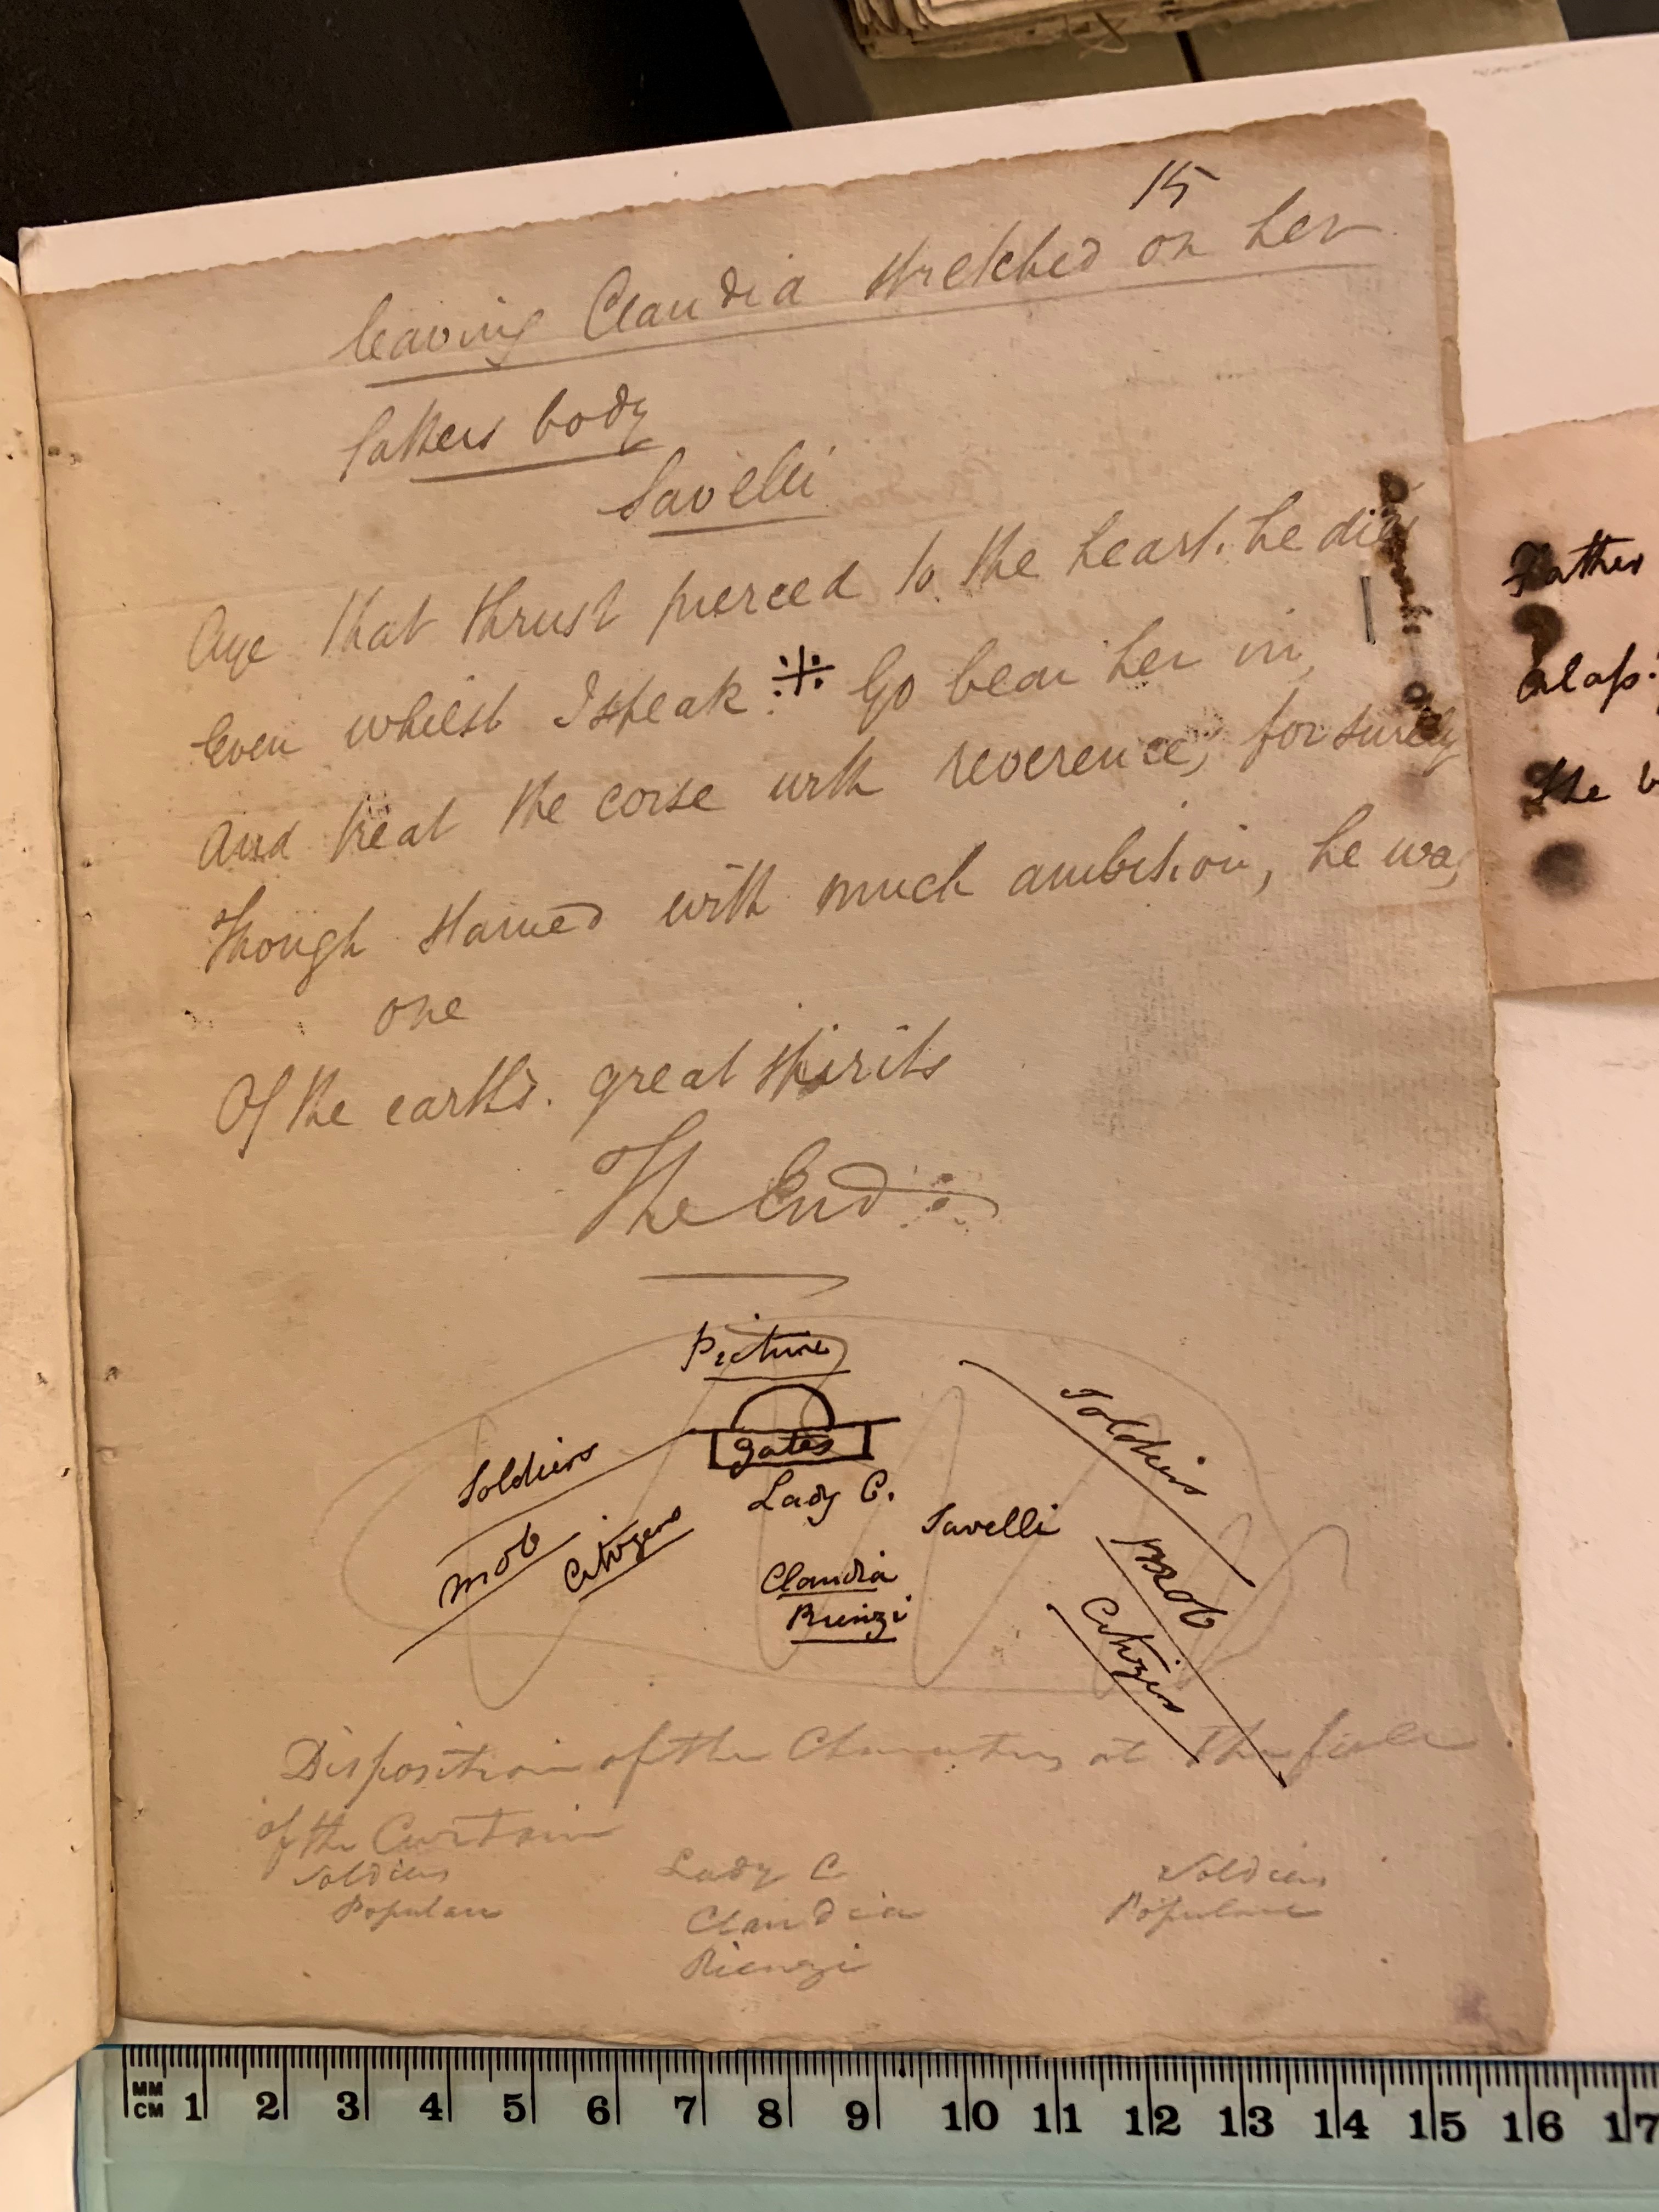 15
leaving Claudia stretched on her
fathers body
Savelli
Aye that thrust pierced to the heart. he dies
Even whilst I speak ※ Go bear her in,
And treat the corse with reverence, for surely
Though stained with much ambition, he was
one
Of the earth's great spirits
The End
Picture
Soldiers
gates
Soldiers
Lady C.
mob
Citizens
Savelli
mob
Claudia
Rienzi
Citizens
Disposition of the Characters at the fall
of the Curtain
Soldiers
Lady C
Soldiers
Populace
Claudia
Populace
Rienzi
Father
alass
the
MM
CM 1 2 3 4 5 6 7 8 9 10 11 12 13 14 15 16 17